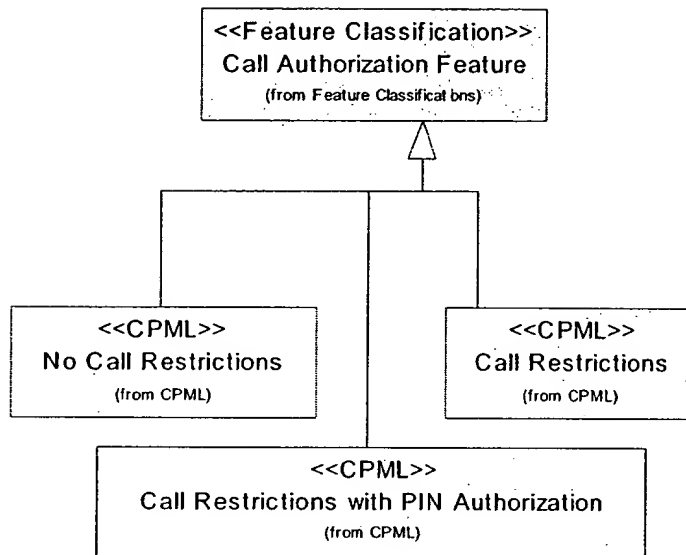 <<Feature Classification>>
Call Authorization Feature
(from Feature Classifications)
<<CPML>>
No Call Restrictions
(from CPML)
<<CPML>>
Call Restrictions
(from CPML)
<<CPML>>
Call Restrictions with PIN Authorization
(from CPML)